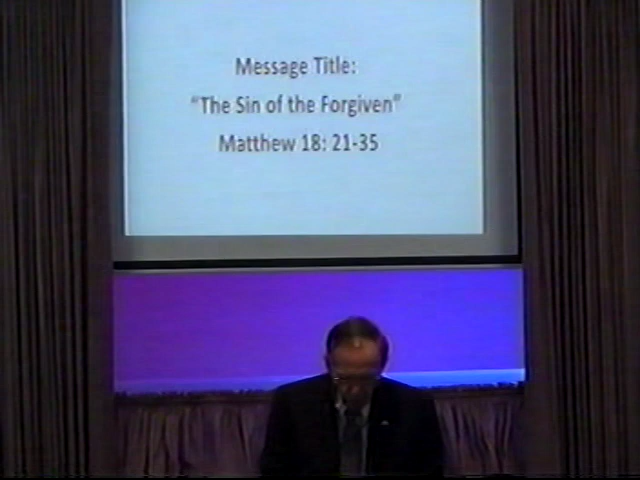 Message Title:
“The Sin of the Forgiven”
Matthew 18: 21-35